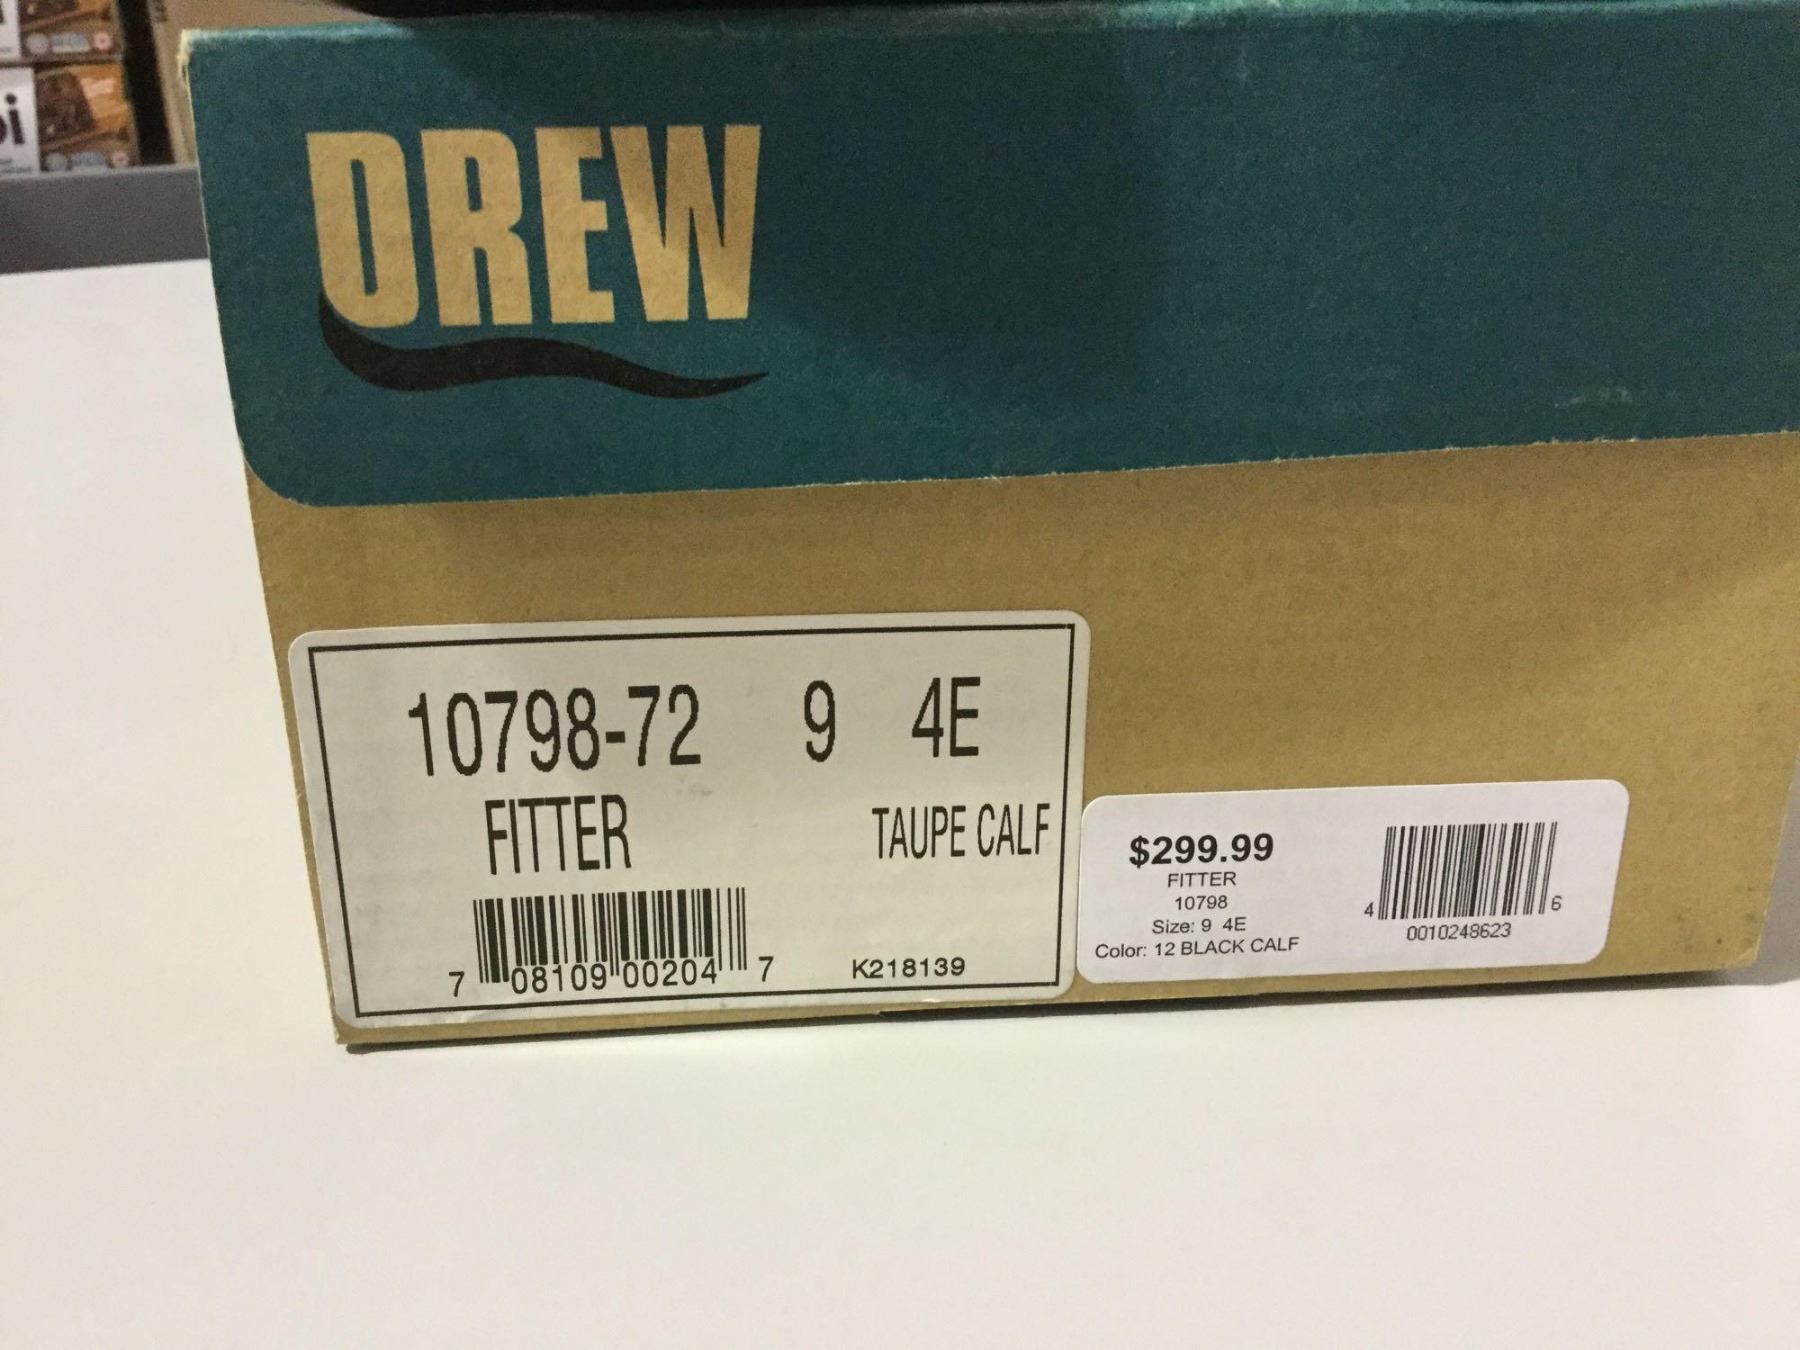 DREW
10798-72 9 4E
FITTER TAUPE CALF
7 08109 00204 7 K218139
$299.99
FITTER
10798
Size: 9 4E
Color: 12 BLACK CALF
4 0010248623 6